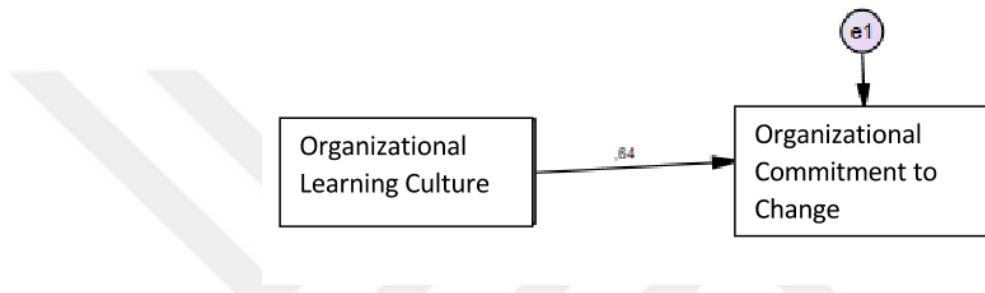 e1
Organizational
Learning Culture
,64
Organizational
Commitment to
Change